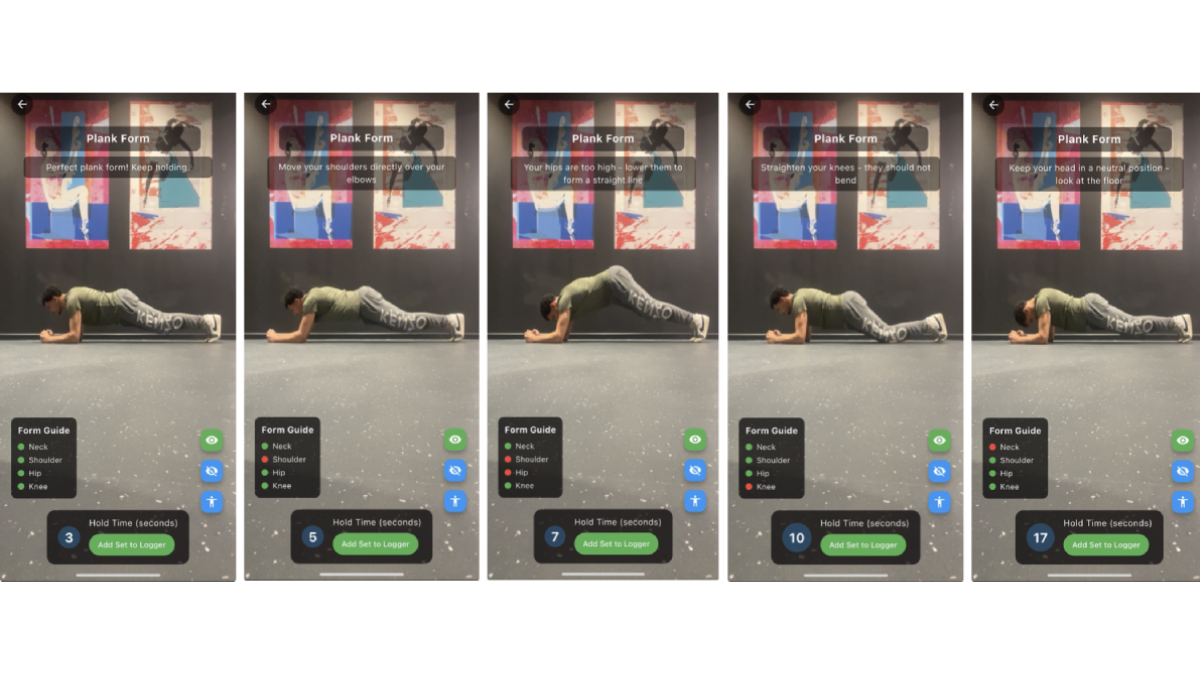 Plank Form
Perfect plank form! Keep holding.
KEMSO
Form Guide
Neck
Shoulder
Hip
Knee
Hold Time (seconds)
3
Add Set to Logger
Plank Form
Move your shoulders directly over your
elbows
KEMSO
Form Guide
Neck
Shoulder
Hip
Knee
Hold Time (seconds)
5
Add Set to Logger
Plank Form
Your hips are too high - lower them to
form a straight line
KEMSO
Form Guide
Neck
Shoulder
Hip
Knee
Hold Time (seconds)
7
Add Set to Logger
Plank Form
Straighten your knees - they should not
bend
KEMSO
Form Guide
Neck
Shoulder
Hip
Knee
Hold Time (seconds)
10
Add Set to Logger
Plank Form
Keep your head in a neutral position -
look at the floor
KEMSO
Form Guide
Neck
Shoulder
Hip
Knee
Hold Time (seconds)
17
Add Set to Logger